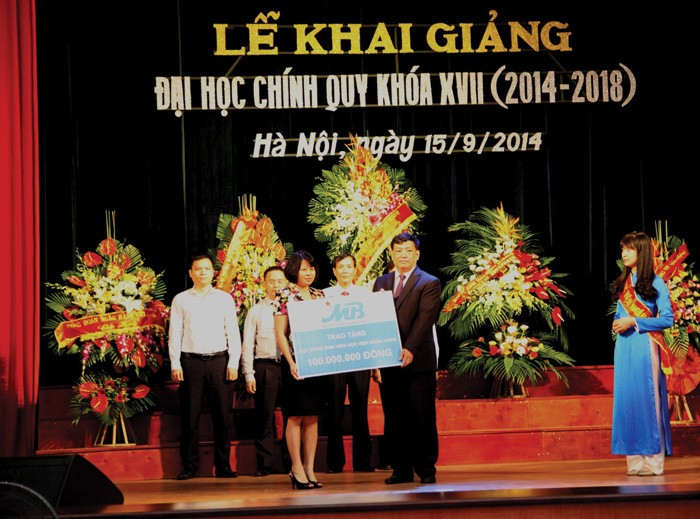 LỄ KHAI GIẢNG
ĐẠI HỌC CHÍNH QUY KHÓA XVII (2014-2018)
Hà Nội, ngày 15/9/2014
MB
TRAO TẶNG
100.000.000 ĐỒNG